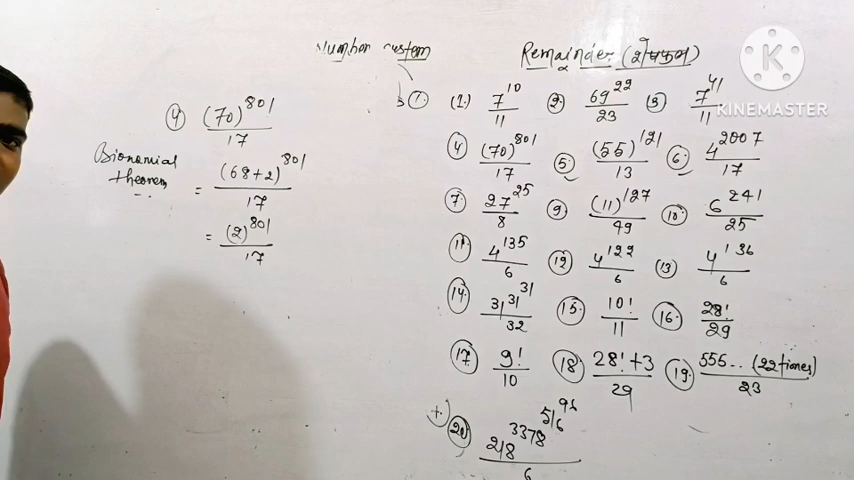 Number system
Remainder (शेषफल)
④ (70)^801 / 17
Bionomial theorem
= (68+2)^801 / 17
= (2)^801 / 17
①. (1.) 7^10 / 11 ② 69^22 / 23 ③ 7^41 / 11
④ (70)^801 / 17 ⑤ (55)^121 / 13 ⑥ 4^2007 / 17
⑦ 27^25 / 8 ⑨ (11)^127 / 49 ⑩ 6^241 / 25
⑪ 4^135 / 6 ⑫ 4^122 / 6 ⑬ 4^136 / 6
⑭ 31^31^31 / 32 ⑮ 10! / 11 ⑯ 28! / 29
⑰ 9! / 10 ⑱ 28!+3 / 29 ⑲ 555... (22 times) / 23
⑳ 218^3378^516^ / 6
KINEMASTER